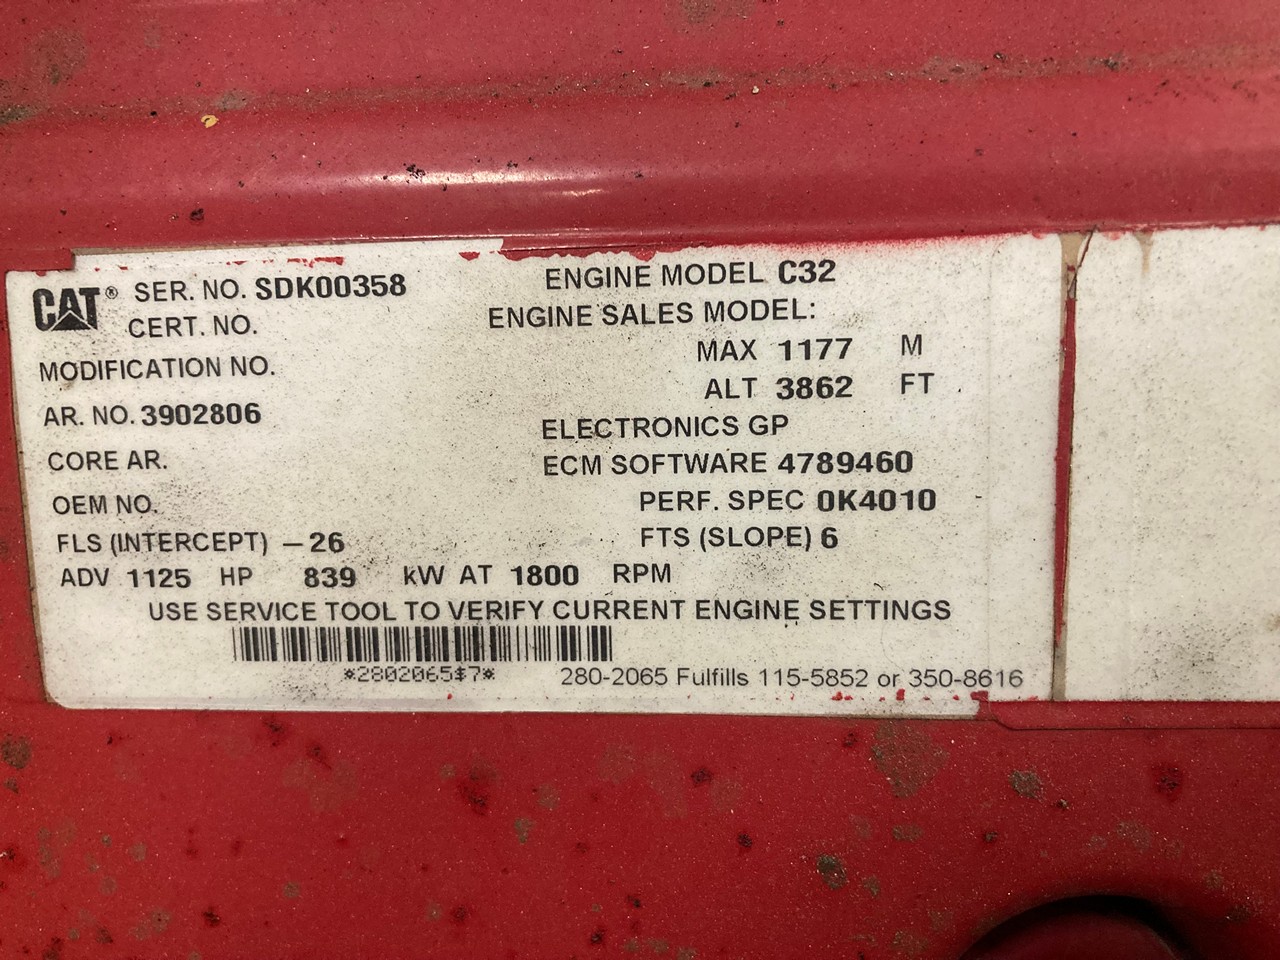 CAT® SER. NO. SDK00358 ENGINE MODEL C32
CERT. NO. ENGINE SALES MODEL:
MODIFICATION NO. MAX 1177 M
ALT 3862 FT
AR. NO. 3902806 ELECTRONICS GP
CORE AR. ECM SOFTWARE 4789460
OEM NO. PERF. SPEC 0K4010
FLS (INTERCEPT) -26 FTS (SLOPE) 6
ADV 1125 HP 839 kW AT 1800 RPM
USE SERVICE TOOL TO VERIFY CURRENT ENGINE SETTINGS
*2802065$7* 280-2065 Fulfills 115-5852 or 350-8616